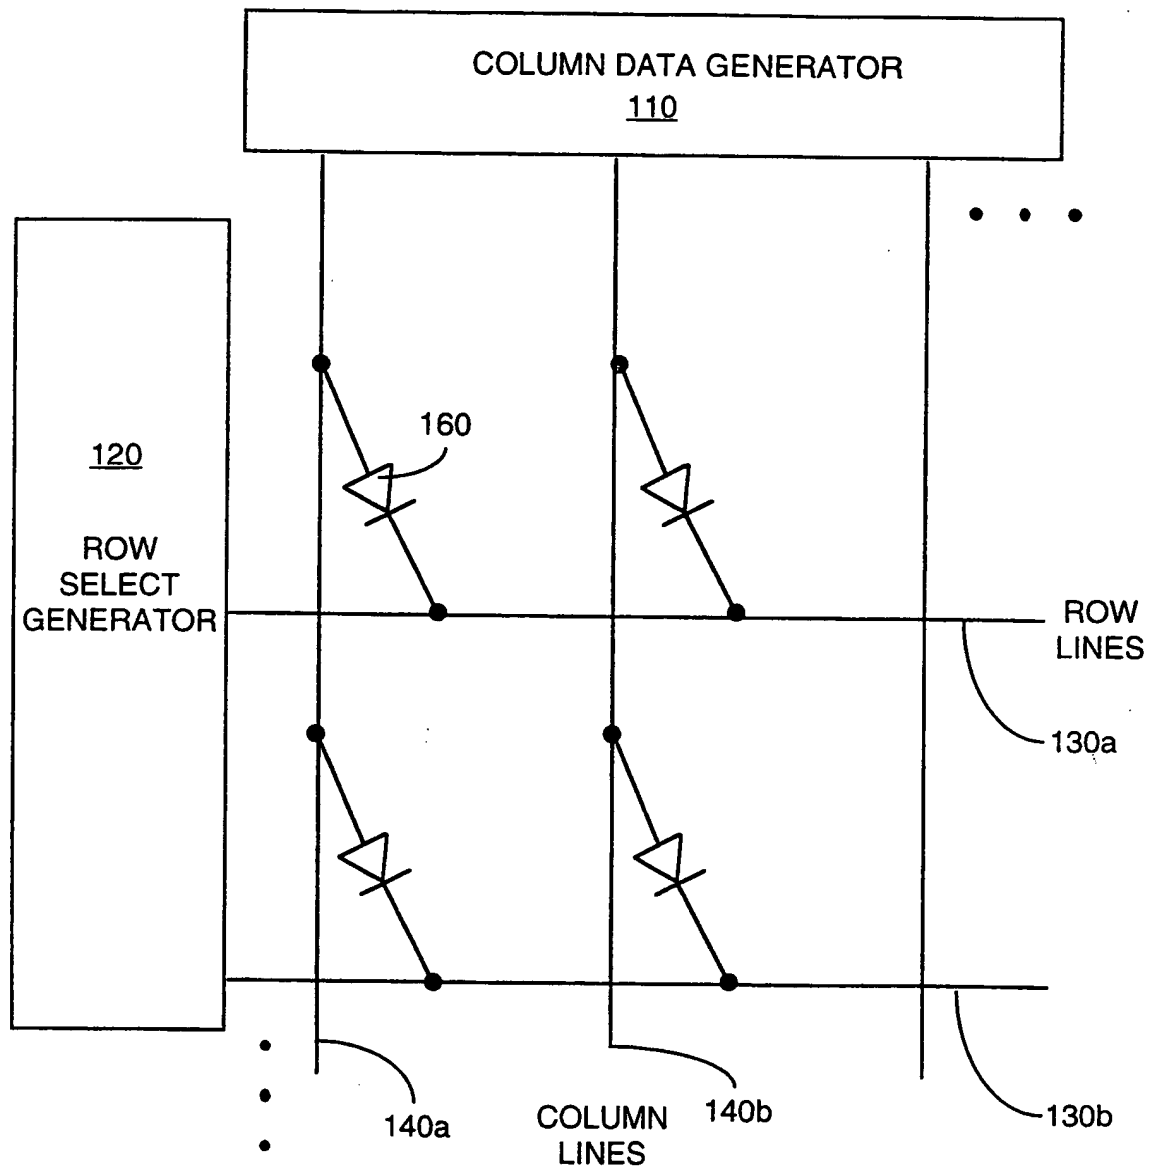 COLUMN DATA GENERATOR
110
160
120
ROW
SELECT
GENERATOR
ROW
LINES
130a
140a
COLUMN
LINES
140b
130b